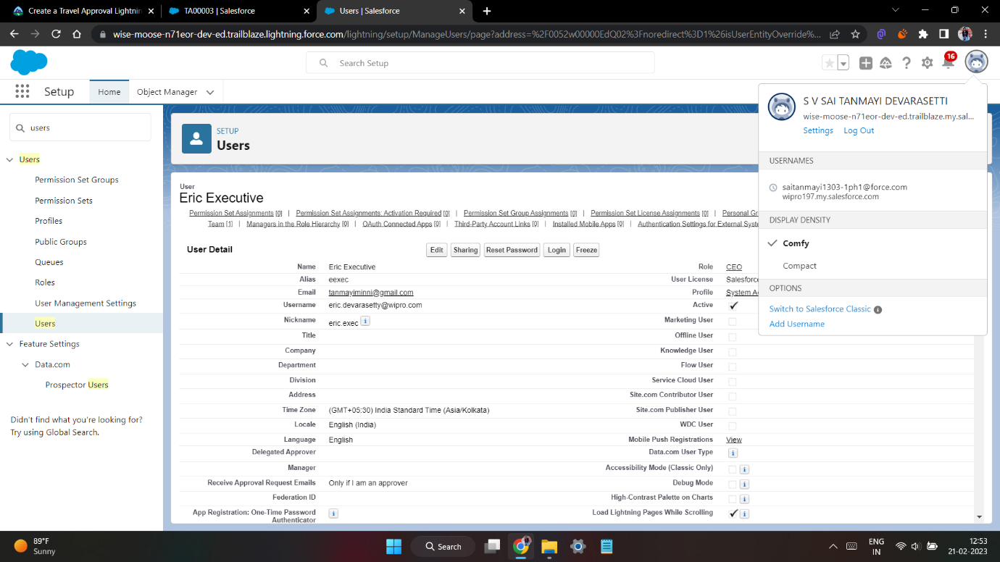 Create a Travel Approval Lightnin
TA00003 | Salesforce
Users | Salesforce
wise-moose-n71eor-dev-ed.trailblaze.lightning.force.com/lightning/setup/ManageUsers/page?address=%2F0052w00000EdQ02%3Fnoredirect%3D1%26isUserEntityOverride%...
Search Setup
16
Setup
Home
Object Manager
users
Users
Permission Set Groups
Permission Sets
Profiles
Public Groups
Queues
Roles
User Management Settings
Users
Feature Settings
Data.com
Prospector Users
Didn't find what you're looking for?
Try using Global Search.
SETUP
Users
User
Eric Executive
Permission Set Assignments [0] | Permission Set Assignments: Activation Required [0] | Permission Set Group Assignments [0] | Permission Set License Assignments [0] | Personal Gr
Team [1] | Managers in the Role Hierarchy [0] | OAuth Connected Apps [0] | Third-Party Account Links [0] | Installed Mobile Apps [0] | Authentication Settings for External Syste
User Detail
Edit Sharing Reset Password Login Freeze
Name Eric Executive Role CEO
Alias eexec User License Salesforce
Email tanmayiminni@gmail.com Profile System Ad
Username eric.devarasetty@wipro.com Active
Nickname eric.exec Marketing User
Title Offline User
Company Knowledge User
Department Flow User
Division Service Cloud User
Address Site.com Contributor User
Time Zone (GMT+05:30) India Standard Time (Asia/Kolkata) Site.com Publisher User
Locale English (India) WDC User
Language English Mobile Push Registrations View
Delegated Approver Data.com User Type
Manager Accessibility Mode (Classic Only)
Receive Approval Request Emails Only if I am an approver Debug Mode
Federation ID High-Contrast Palette on Charts
App Registration: One-Time Password Load Lightning Pages While Scrolling
Authenticator
S V SAI TANMAYI DEVARASETTI
wise-moose-n71eor-dev-ed.trailblaze.my.sal...
Settings Log Out
USERNAMES
saitanmayi1303-1ph1@force.com
wipro197.my.salesforce.com
DISPLAY DENSITY
Comfy
Compact
OPTIONS
Switch to Salesforce Classic
Add Username
89°F
Sunny
Search
ENG
IN
12:53
21-02-2023